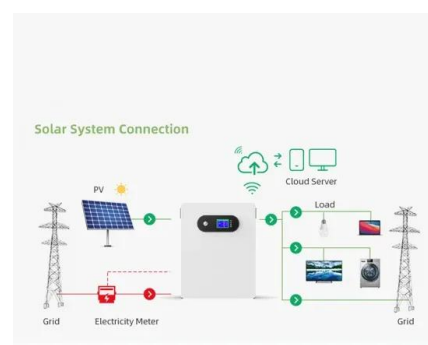 Solar System Connection
Cloud Server
PV
Load
Grid
Electricity Meter
Grid